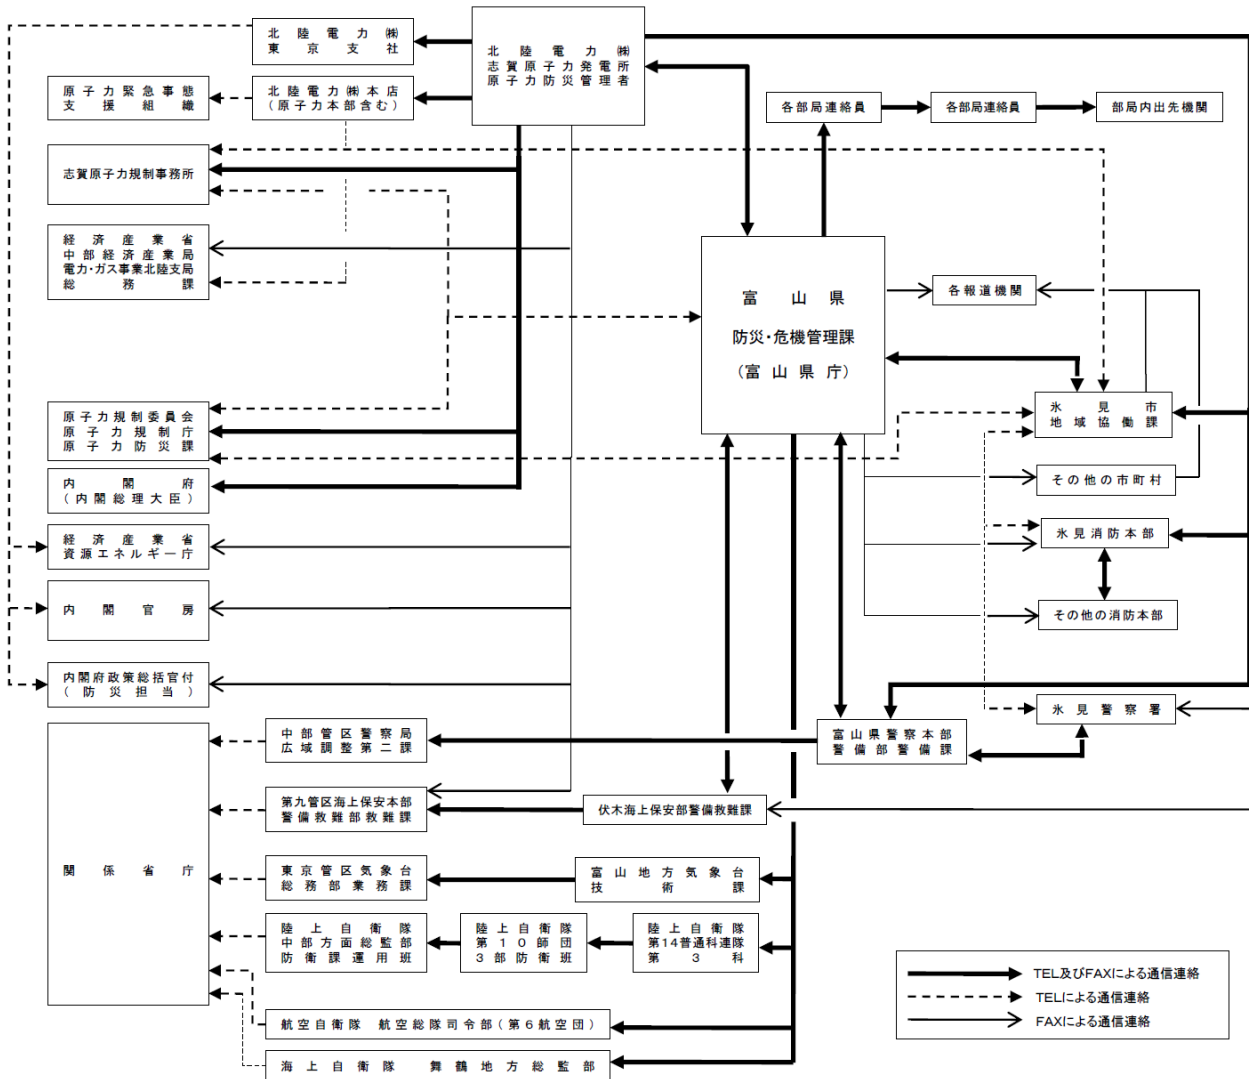 北陸電力㈱
東京支社
北陸電力㈱
志賀原子力発電所
原子力防災管理者
原子力緊急事態
支援組織
北陸電力㈱本店
(原子力本部含む)
各部局連絡員
各部局連絡員
部局内出先機関
志賀原子力規制事務所
経済産業省
中部経済産業局
電力・ガス事業北陸支局
総務課
富山県
防災・危機管理課
(富山県庁)
各報道機関
原子力規制委員会
原子力規制庁
原子力防災課
氷見市
地域協働課
内閣府
(内閣総理大臣)
その他の市町村
経済産業省
資源エネルギー庁
氷見消防本部
内閣官房
その他の消防本部
内閣府政策統括官付
(防災担当)
氷見警察署
中部管区警察局
広域調整第二課
富山県警察本部
警備部警備課
第九管区海上保安本部
警備救難部救難課
伏木海上保安部警備救難課
関係省庁
東京管区気象台
総務部業務課
富山地方気象台
技術課
陸上自衛隊
中部方面総監部
防衛課運用班
陸上自衛隊
第10師団
3部防衛班
陸上自衛隊
第14普通科連隊
第3科
航空自衛隊 航空総隊司令部(第6航空団)
海上自衛隊 舞鶴地方総監部
TEL及びFAXによる通信連絡
TELによる通信連絡
FAXによる通信連絡